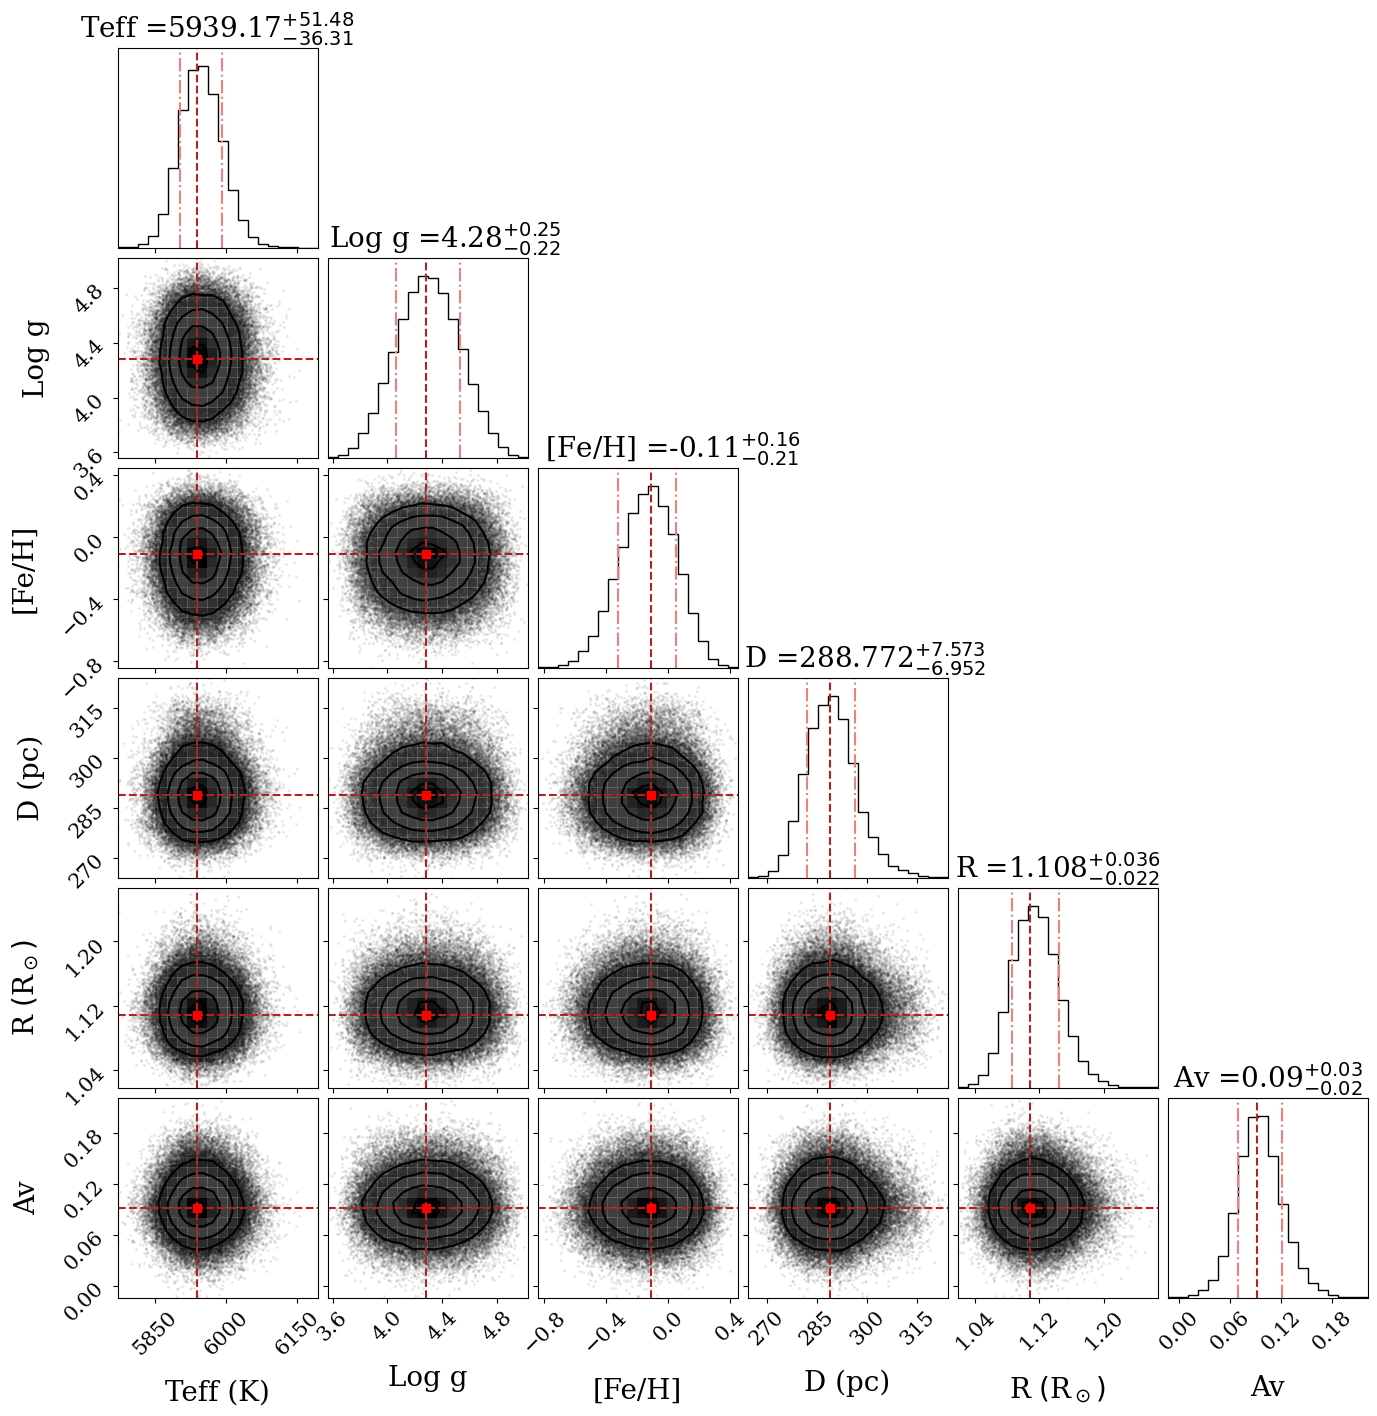 Teff =5939.17+51.48−36.31
Log g =4.28+0.25−0.22
4.8
4.4
4.0
3.6
Log g
[Fe/H] =-0.11+0.16−0.21
0.4
0.0
−0.4
−0.8
[Fe/H]
D =288.772+7.573−6.952
315
300
285
270
D (pc)
R =1.108+0.036−0.022
1.20
1.12
1.04
R (R⊙)
Av =0.09+0.03−0.02
0.18
0.12
0.06
0.00
Av
5850 6000 6150 3.6 4.0 4.4 4.8 −0.8 −0.4 0.0 0.4 270 285 300 315 1.04 1.12 1.20 0.00 0.06 0.12 0.18
Teff (K) Log g [Fe/H] D (pc) R (R⊙) Av